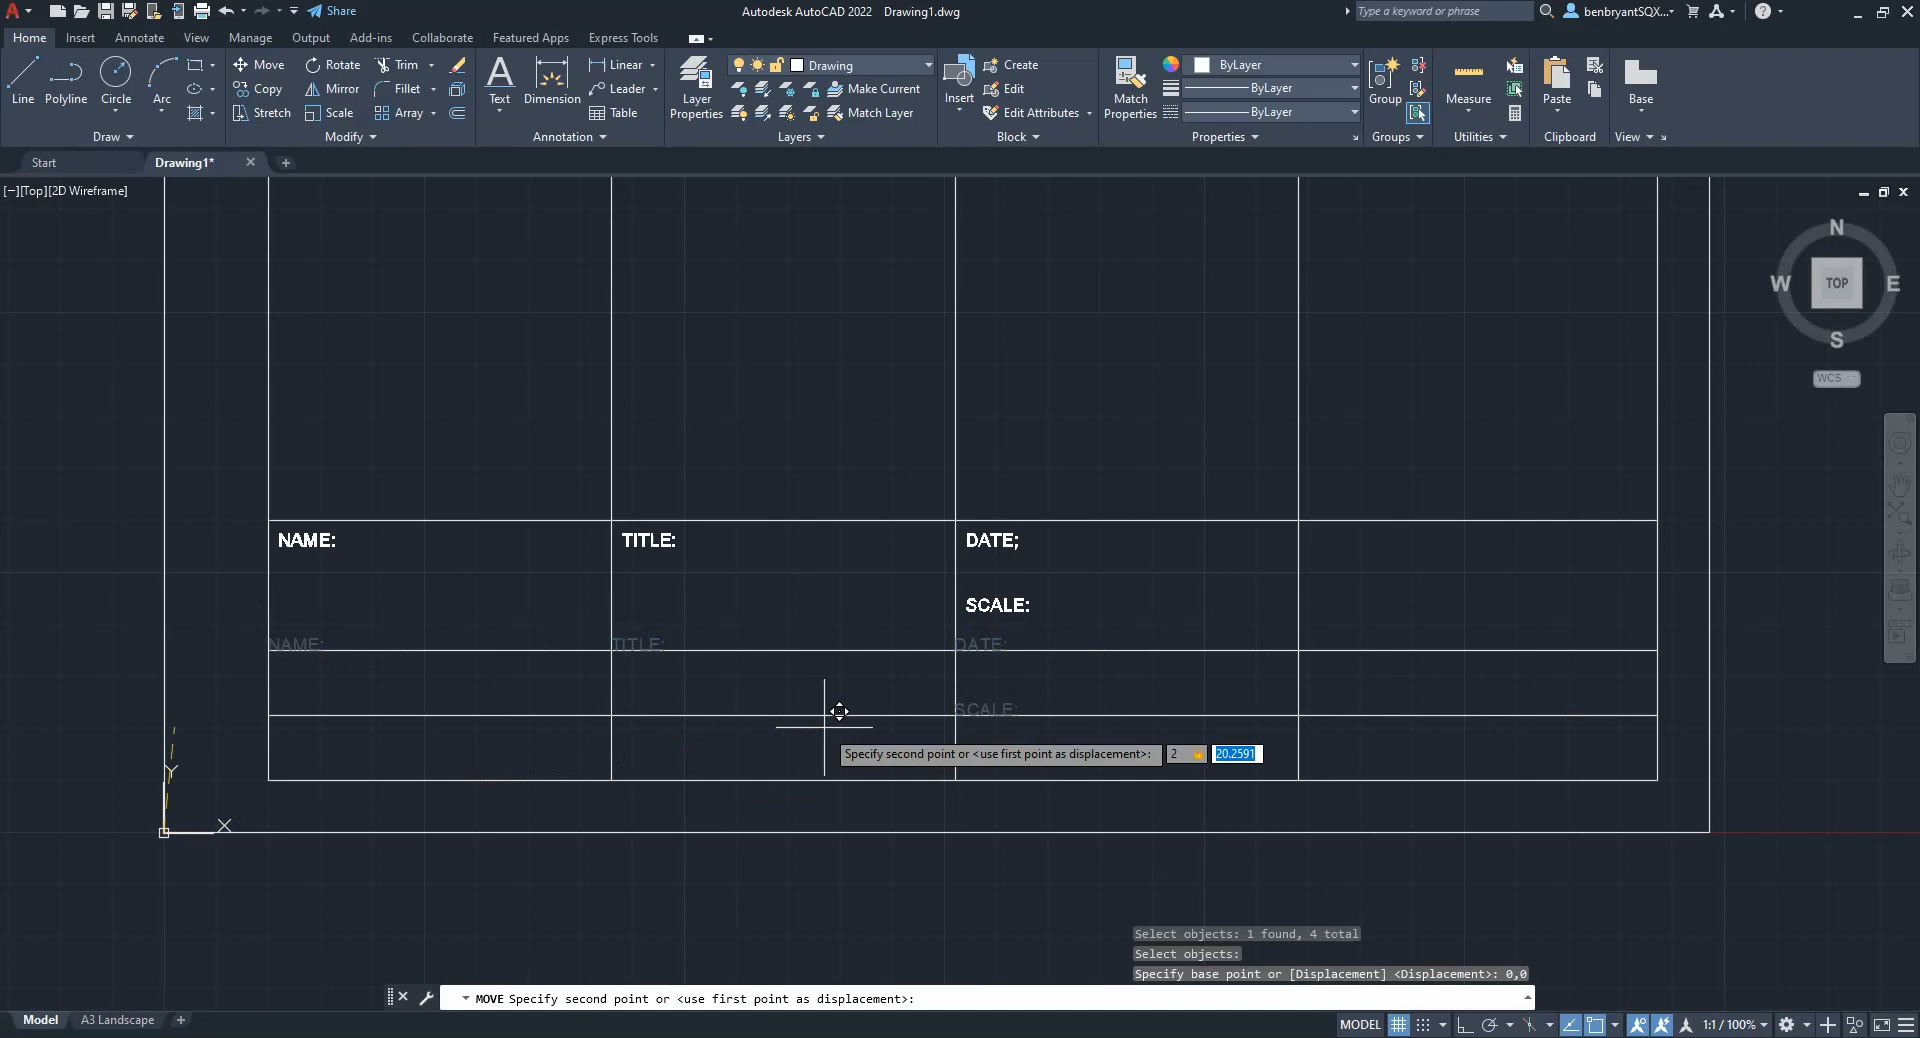 Share
Autodesk AutoCAD 2022 Drawing1.dwg
Type a keyword or phrase
benbryantSQX...
Home Insert Annotate View Manage Output Add-ins Collaborate Featured Apps Express Tools
Line
Polyline
Circle
Arc
Draw
Move Rotate Trim
Copy Mirror Fillet
Stretch Scale Array
Modify
Text
Dimension
Linear
Leader
Table
Annotation
Layer
Properties
Drawing
Make Current
Match Layer
Layers
Insert
Create
Edit
Edit Attributes
Block
Match
Properties
ByLayer
ByLayer
ByLayer
Properties
Group
Groups
Measure
Utilities
Paste
Clipboard
Base
View
Start Drawing1*
[−][Top][2D Wireframe]
N
W TOP E
S
WCS
NAME: TITLE: DATE;
SCALE:
NAME: TITLE: DATE:
SCALE:
Specify second point or <use first point as displacement>: 2 20.2591
Y
X
Select objects: 1 found, 4 total
Select objects:
Specify base point or [Displacement] <Displacement>: 0,0
MOVE Specify second point or <use first point as displacement>:
Model A3 Landscape
MODEL 1:1 / 100%